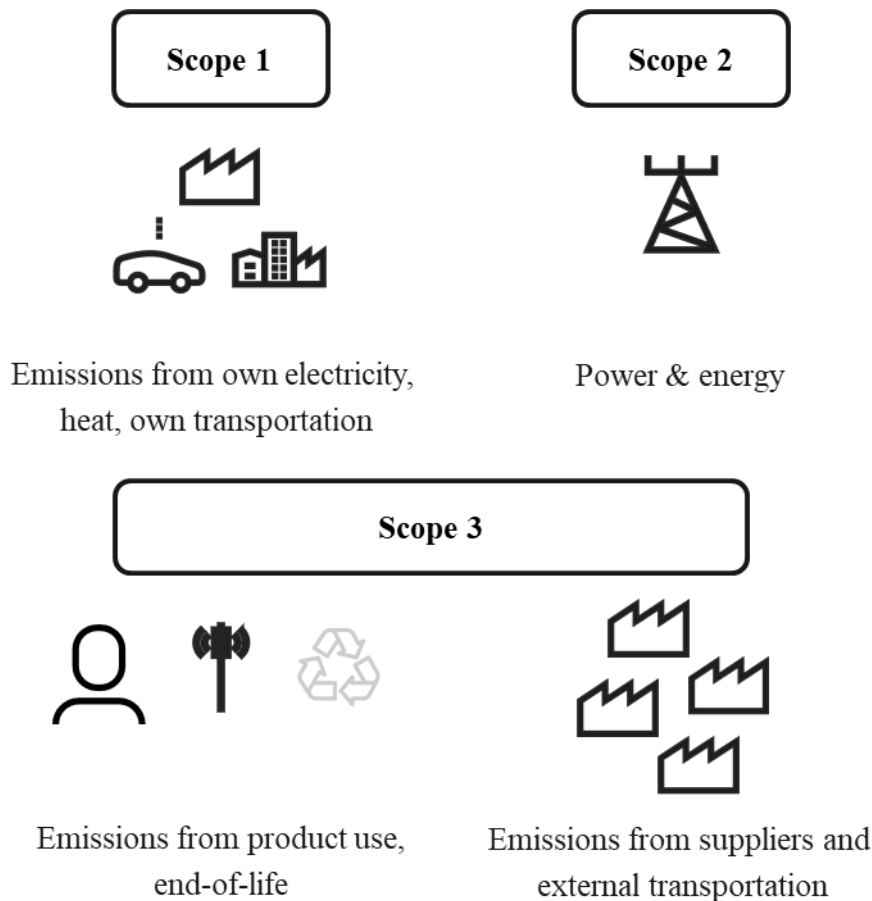 Scope 1
Scope 2
Emissions from own electricity,
heat, own transportation
Power & energy
Scope 3
Emissions from product use,
end-of-life
Emissions from suppliers and
external transportation